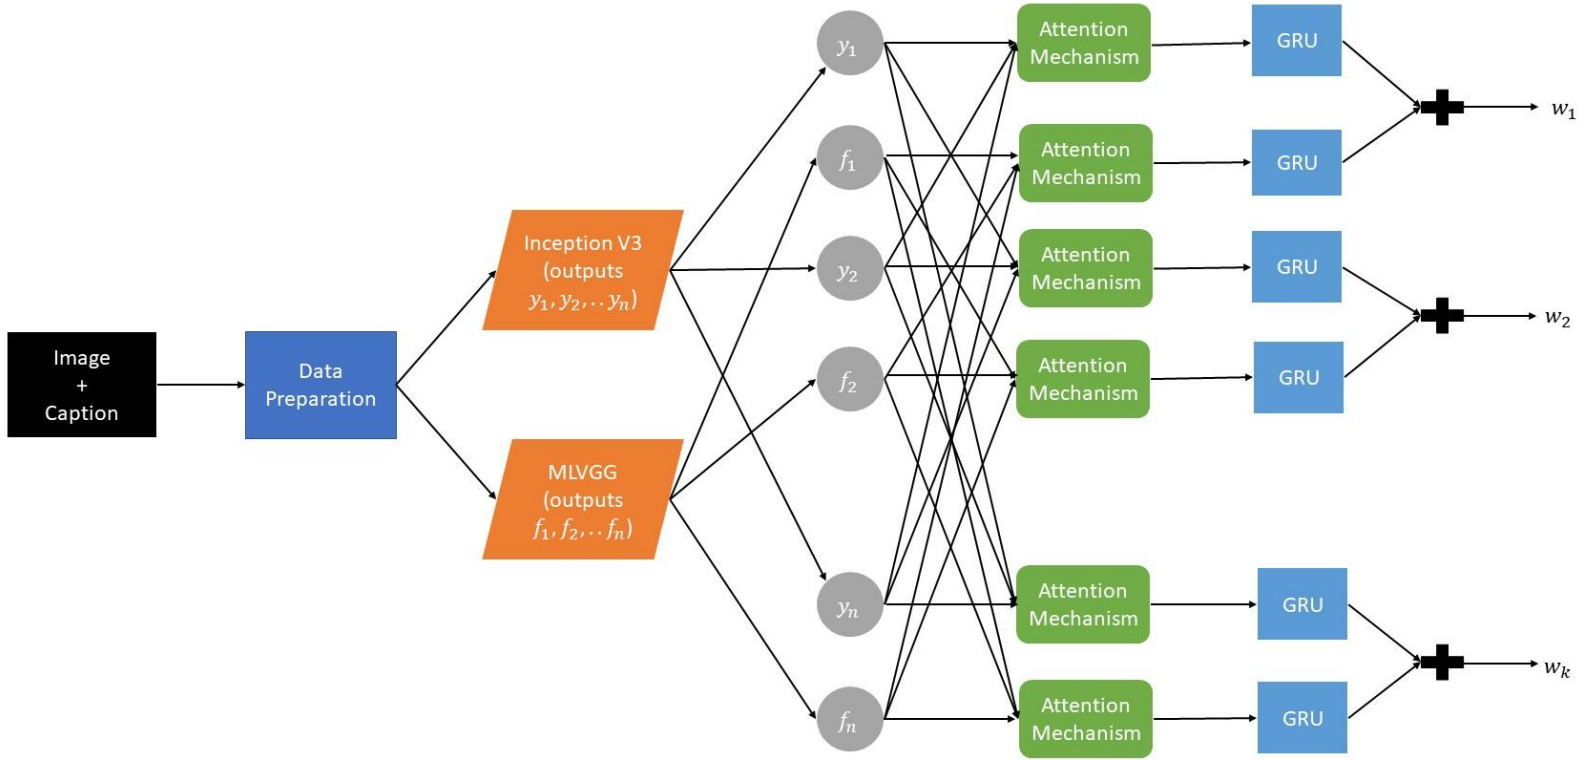 Image
+
Caption
Data
Preparation
Inception V3
(outputs
y₁, y₂, . . yₙ)
MLVGG
(outputs
f₁, f₂, . . fₙ)
y₁
f₁
y₂
f₂
yₙ
fₙ
Attention
Mechanism
Attention
Mechanism
Attention
Mechanism
Attention
Mechanism
Attention
Mechanism
Attention
Mechanism
GRU
GRU
GRU
GRU
GRU
GRU
w₁
w₂
wₖ